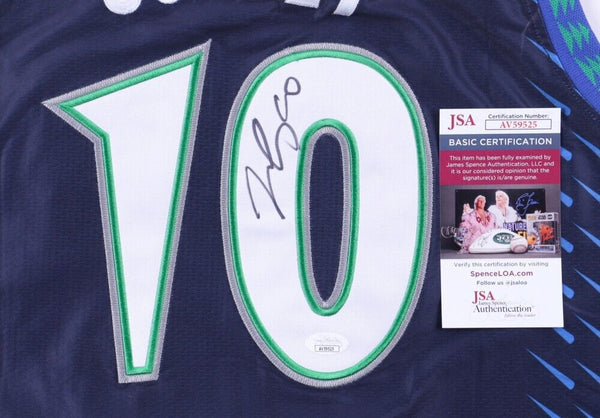 10
JSA
Certification Number:
AV59525
BASIC CERTIFICATION
This item has been fully examined by
James Spence Authentication, LLC and
it is our considered opinion that the
signature(s) is/are genuine.
Verify this certification by visiting
SpenceLOA.com
Follow us @jsaloa
JSA
James Spence
Authentication
AV59525